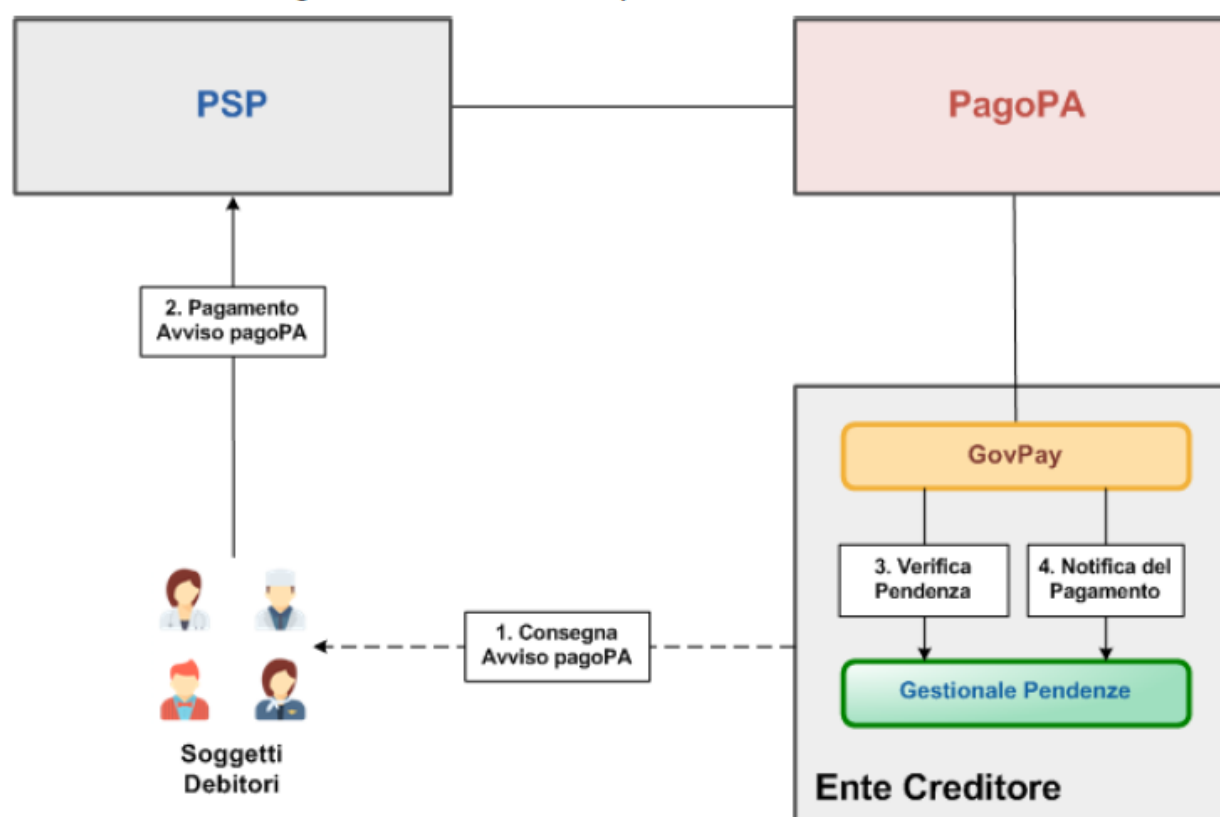 PSP
PagoPA
2. Pagamento
Avviso pagoPA
GovPay
3. Verifica
Pendenza
4. Notifica del
Pagamento
1. Consegna
Avviso pagoPA
Gestionale Pendenze
Soggetti
Debitori
Ente Creditore